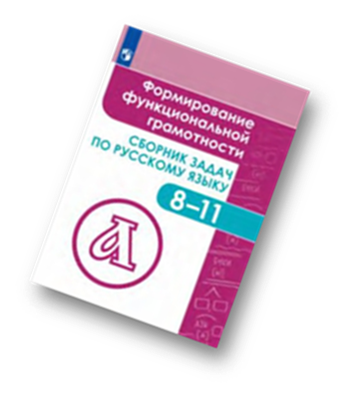 Формирование
функциональной
грамотности
СБОРНИК ЗАДАЧ
ПО РУССКОМУ ЯЗЫКУ
8–11
А